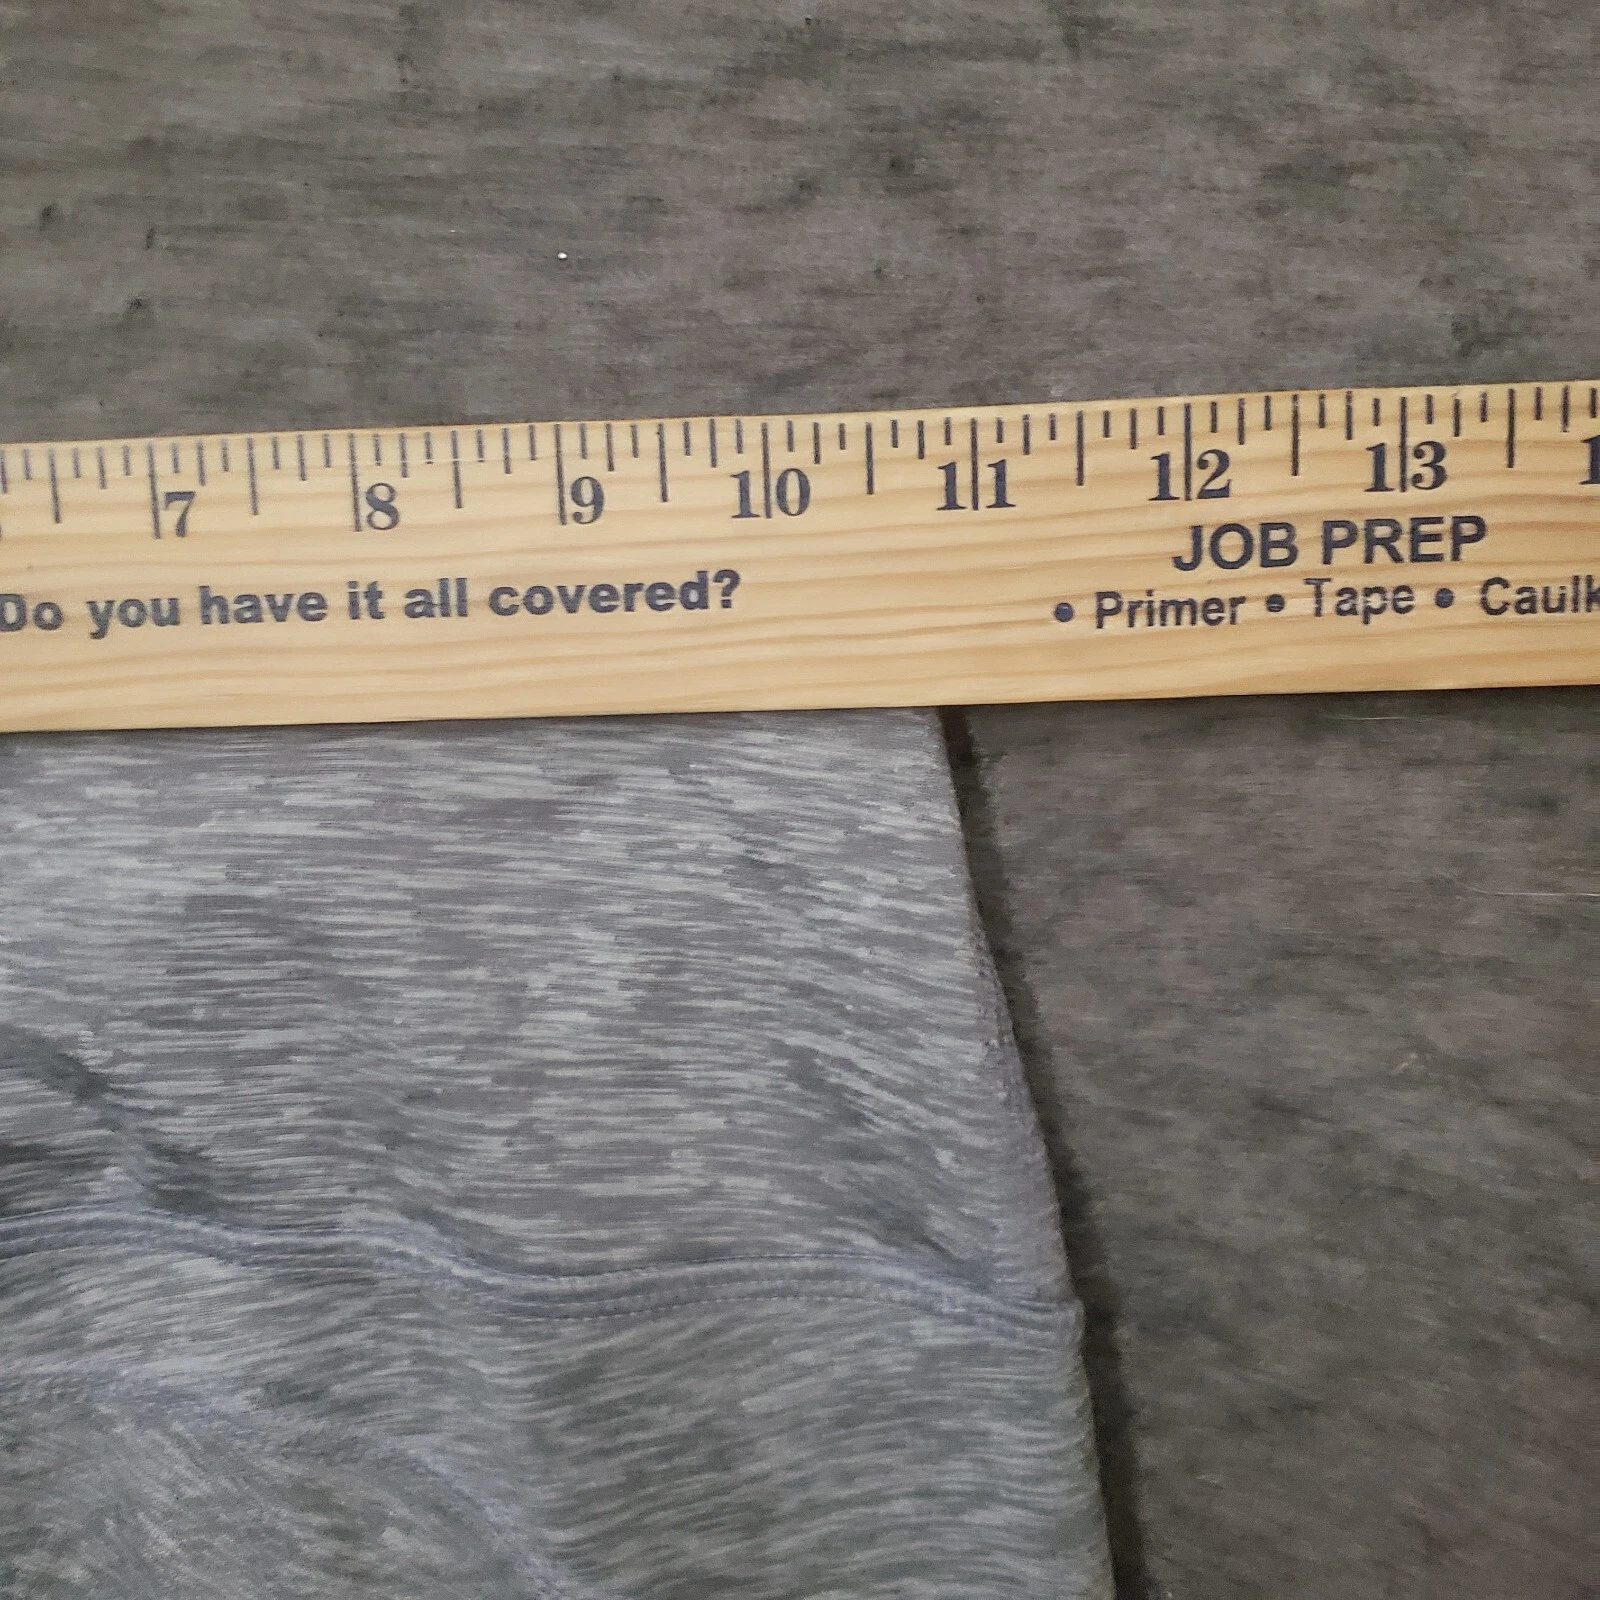 7 8 9 10 11 12 13
JOB PREP
Do you have it all covered? • Primer • Tape • Caulk